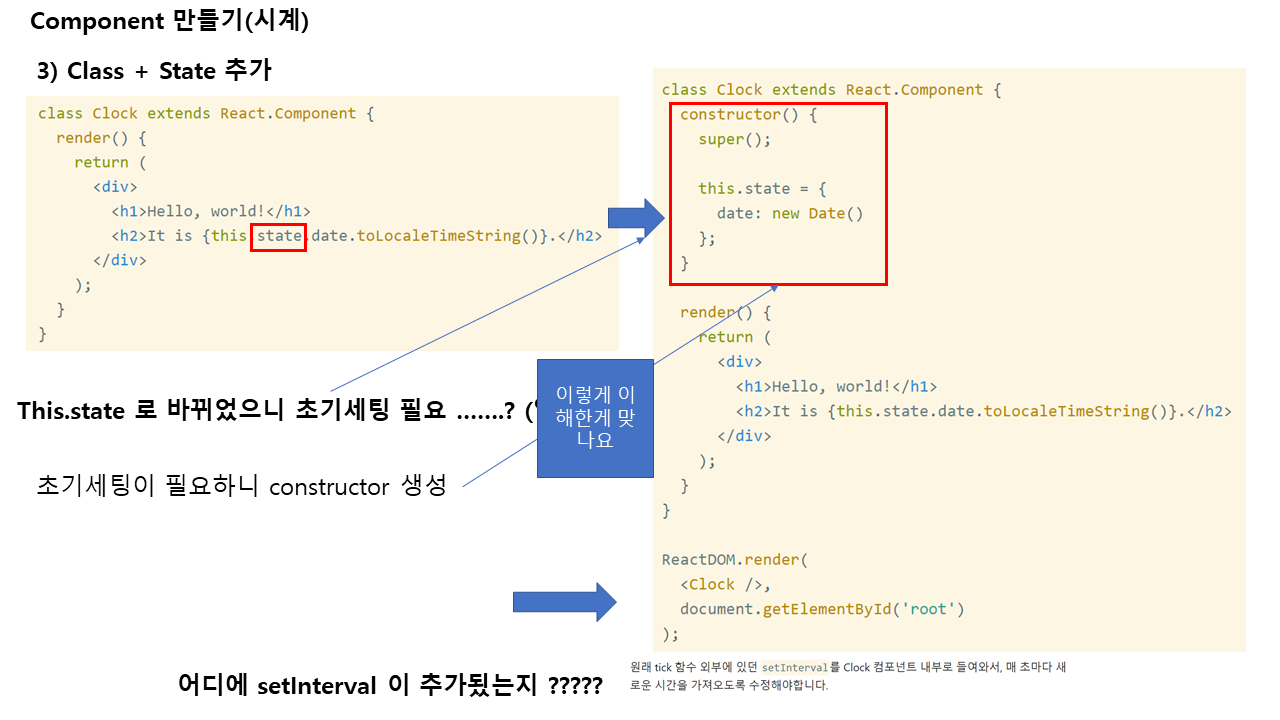 Component 만들기(시계)
3) Class + State 추가
class Clock extends React.Component {
render() {
return (
<div>
<h1>Hello, world!</h1>
<h2>It is {this state.date.toLocaleTimeString()}.</h2>
</div>
);
}
}
This.state 로 바뀌었으니 초기세팅 필요 .......? (
초기세팅이 필요하니 constructor 생성
이렇게 이
해한게 맞
나요
class Clock extends React.Component {
constructor() {
super();
this.state = {
date: new Date()
};
}
render() {
return (
<div>
<h1>Hello, world!</h1>
<h2>It is {this.state.date.toLocaleTimeString()}.</h2>
</div>
);
}
}
ReactDOM.render(
<Clock />,
document.getElementById('root')
);
어디에 setInterval 이 추가됬는지 ?????
원래 tick 함수 외부에 있던 setInterval를 Clock 컴포넌트 내부로 들여와서, 매 초마다 새
로운 시간을 가져오도록 수정해야합니다.